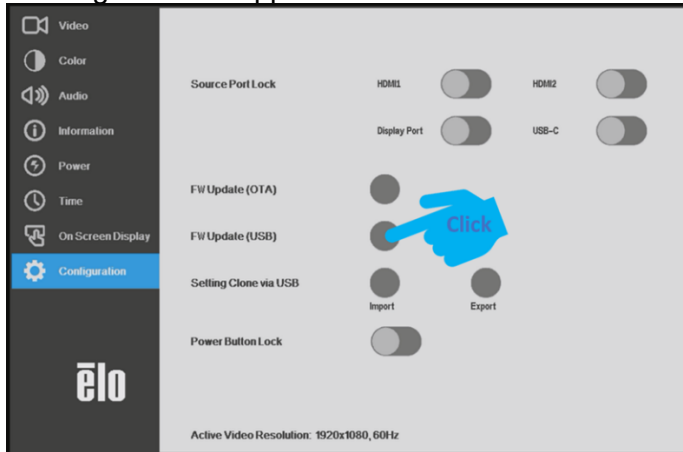 Video
Color
Audio
Information
Power
Time
On Screen Display
Configuration
elo
Source Port Lock
HDMI1
HDMI2
Display Port
USB-C
FW Update (OTA)
FW Update (USB)
Click
Setting Clone via USB
Import
Export
Power Button Lock
Active Video Resolution: 1920x1080, 60Hz